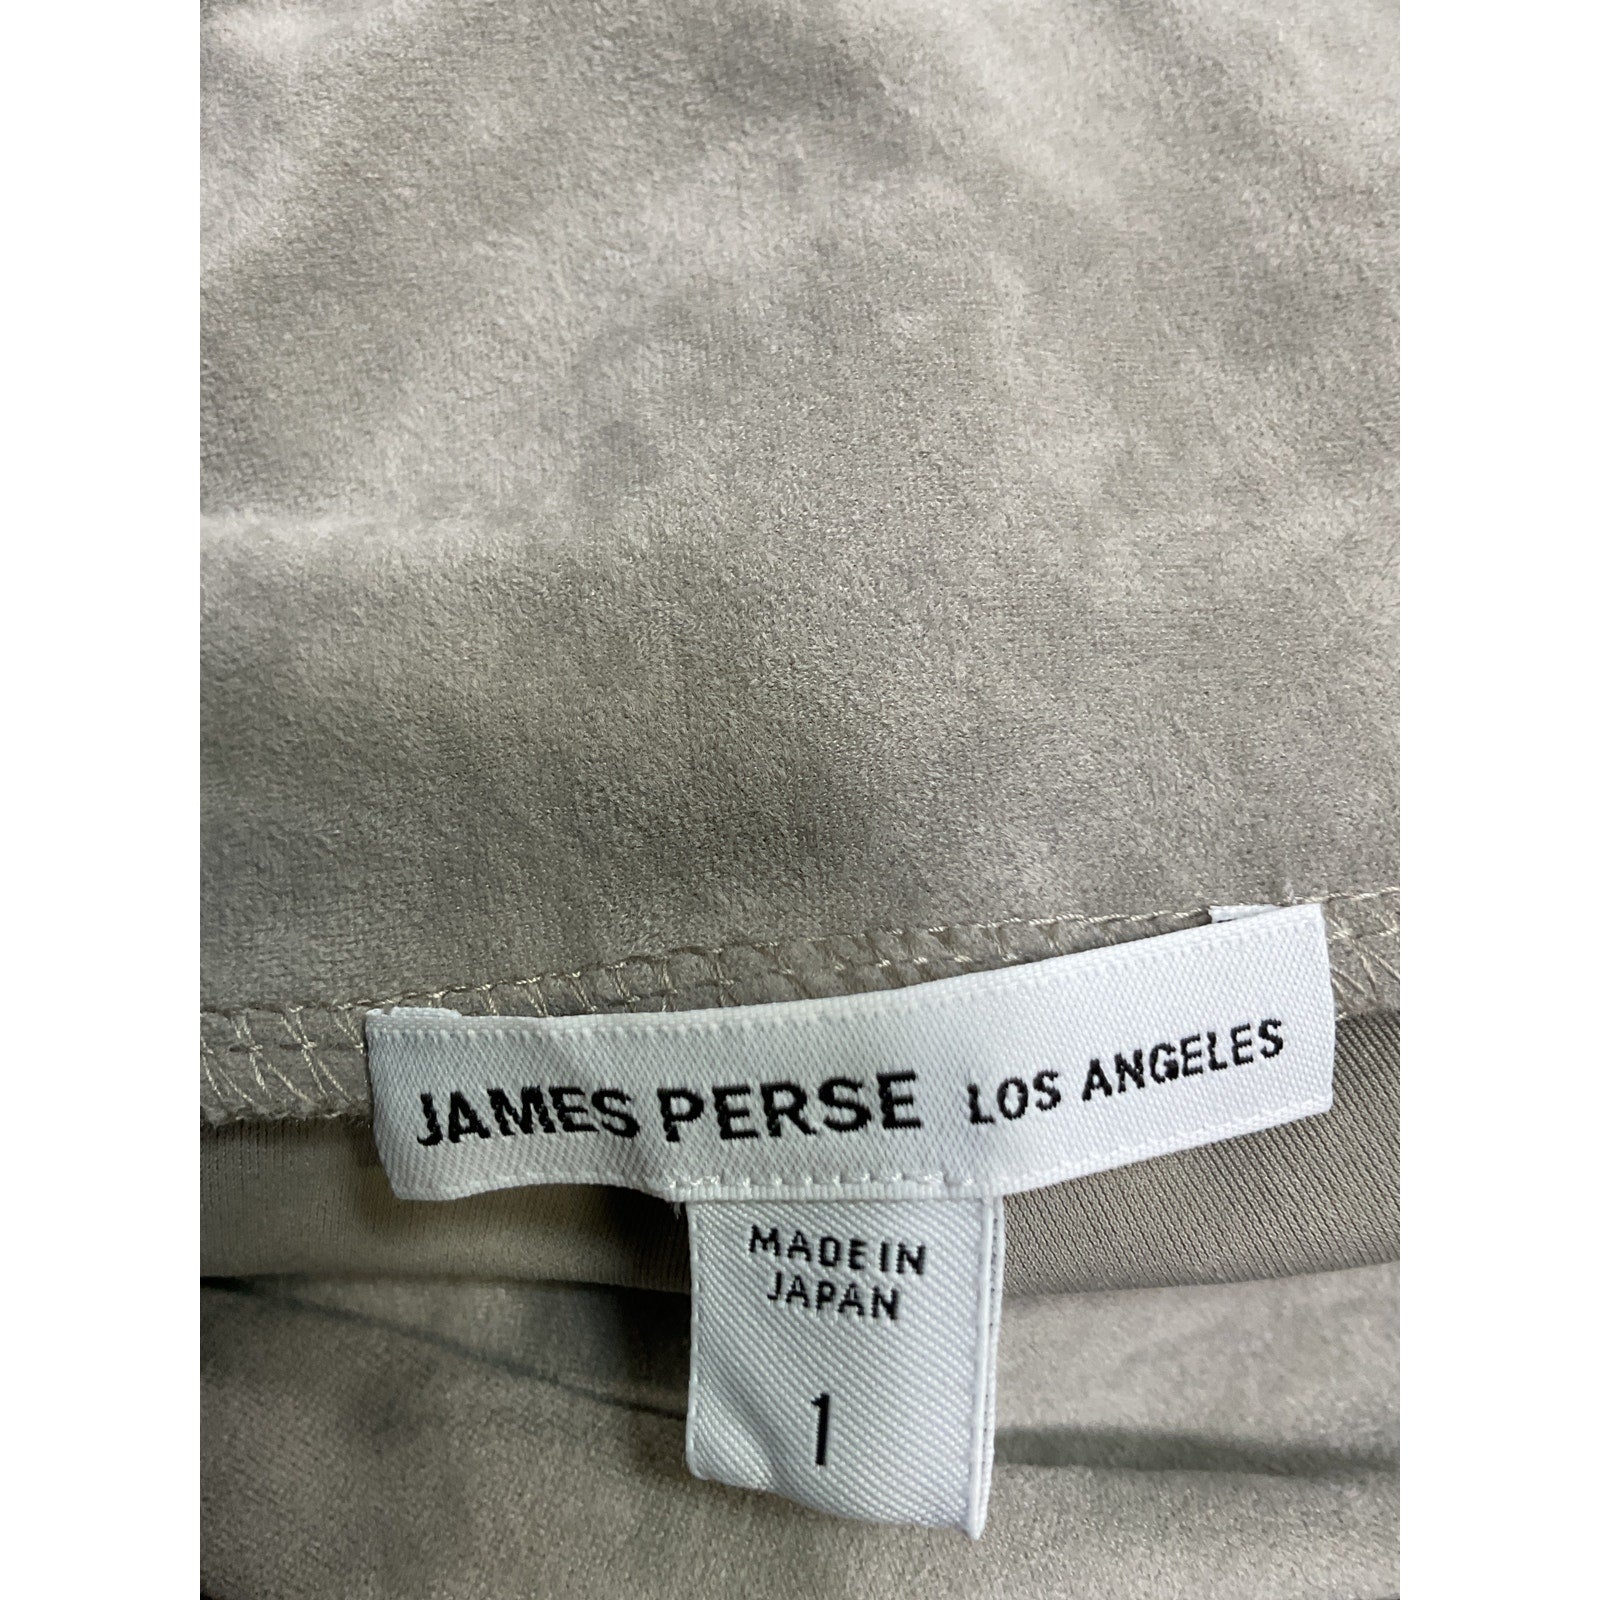 JAMES PERSE LOS ANGELES
MADE IN
JAPAN
1